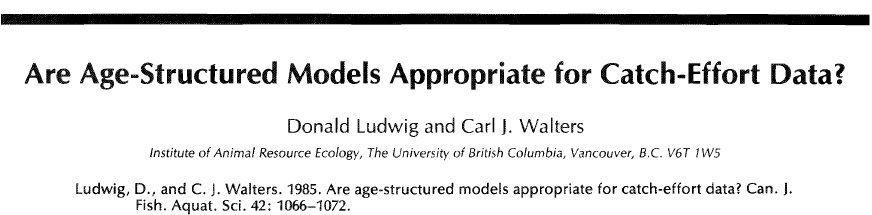 Are Age-Structured Models Appropriate for Catch-Effort Data?
Donald Ludwig and Carl J. Walters
Institute of Animal Resource Ecology, The University of British Columbia, Vancouver, B.C. V6T 1W5
Ludwig, D., and C. J. Walters. 1985. Are age-structured models appropriate for catch-effort data? Can. J.
Fish. Aquat. Sci. 42: 1066–1072.